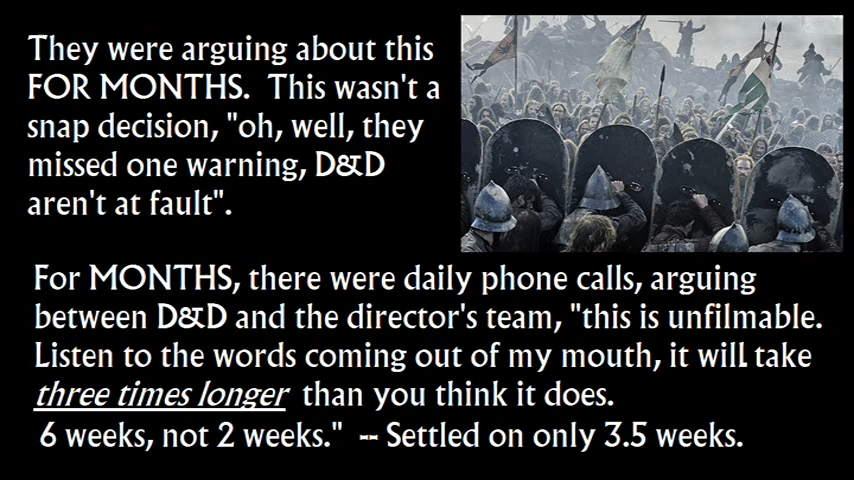 They were arguing about this
FOR MONTHS. This wasn't a
snap decision, "oh, well, they
missed one warning, D&D
aren't at fault".
For MONTHS, there were daily phone calls, arguing
between D&D and the director's team, "this is unfilmable.
Listen to the words coming out of my mouth, it will take
three times longer than you think it does.
6 weeks, not 2 weeks." -- Settled on only 3.5 weeks.